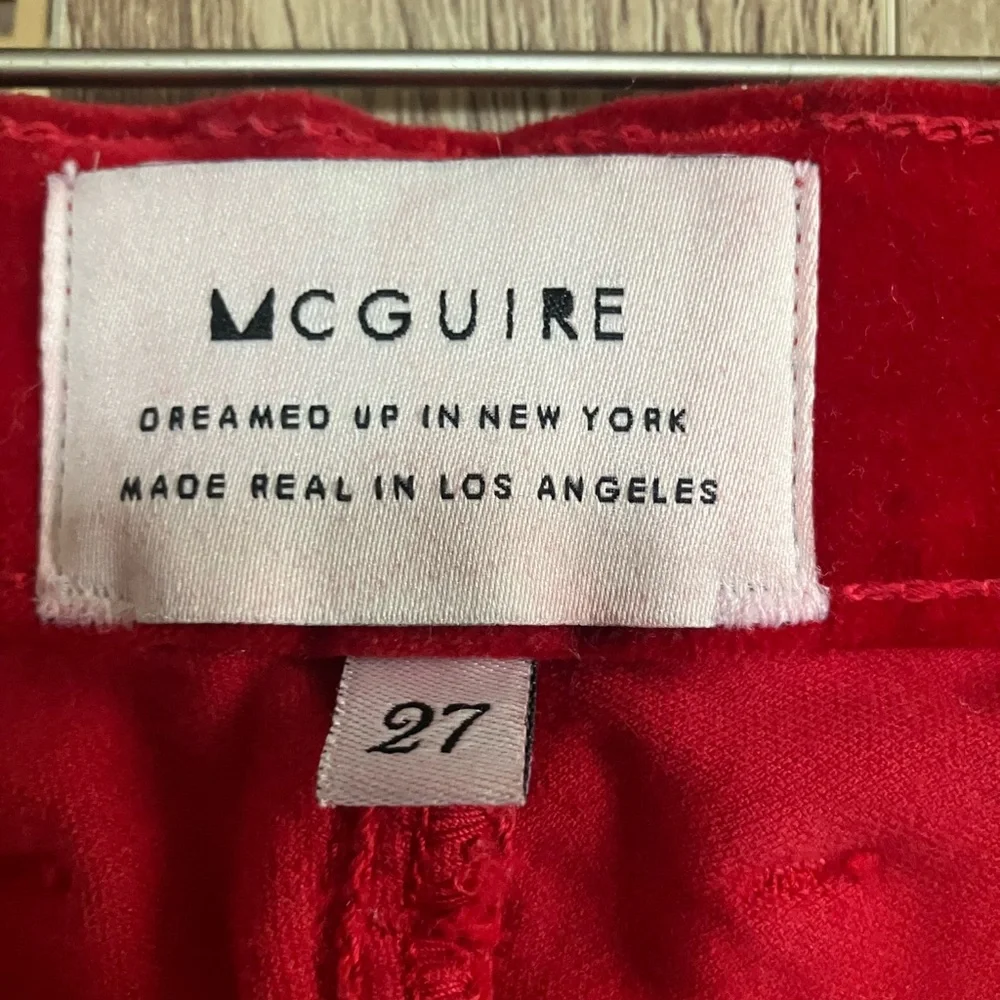 MCGUIRE
DREAMED UP IN NEW YORK
MADE REAL IN LOS ANGELES
27